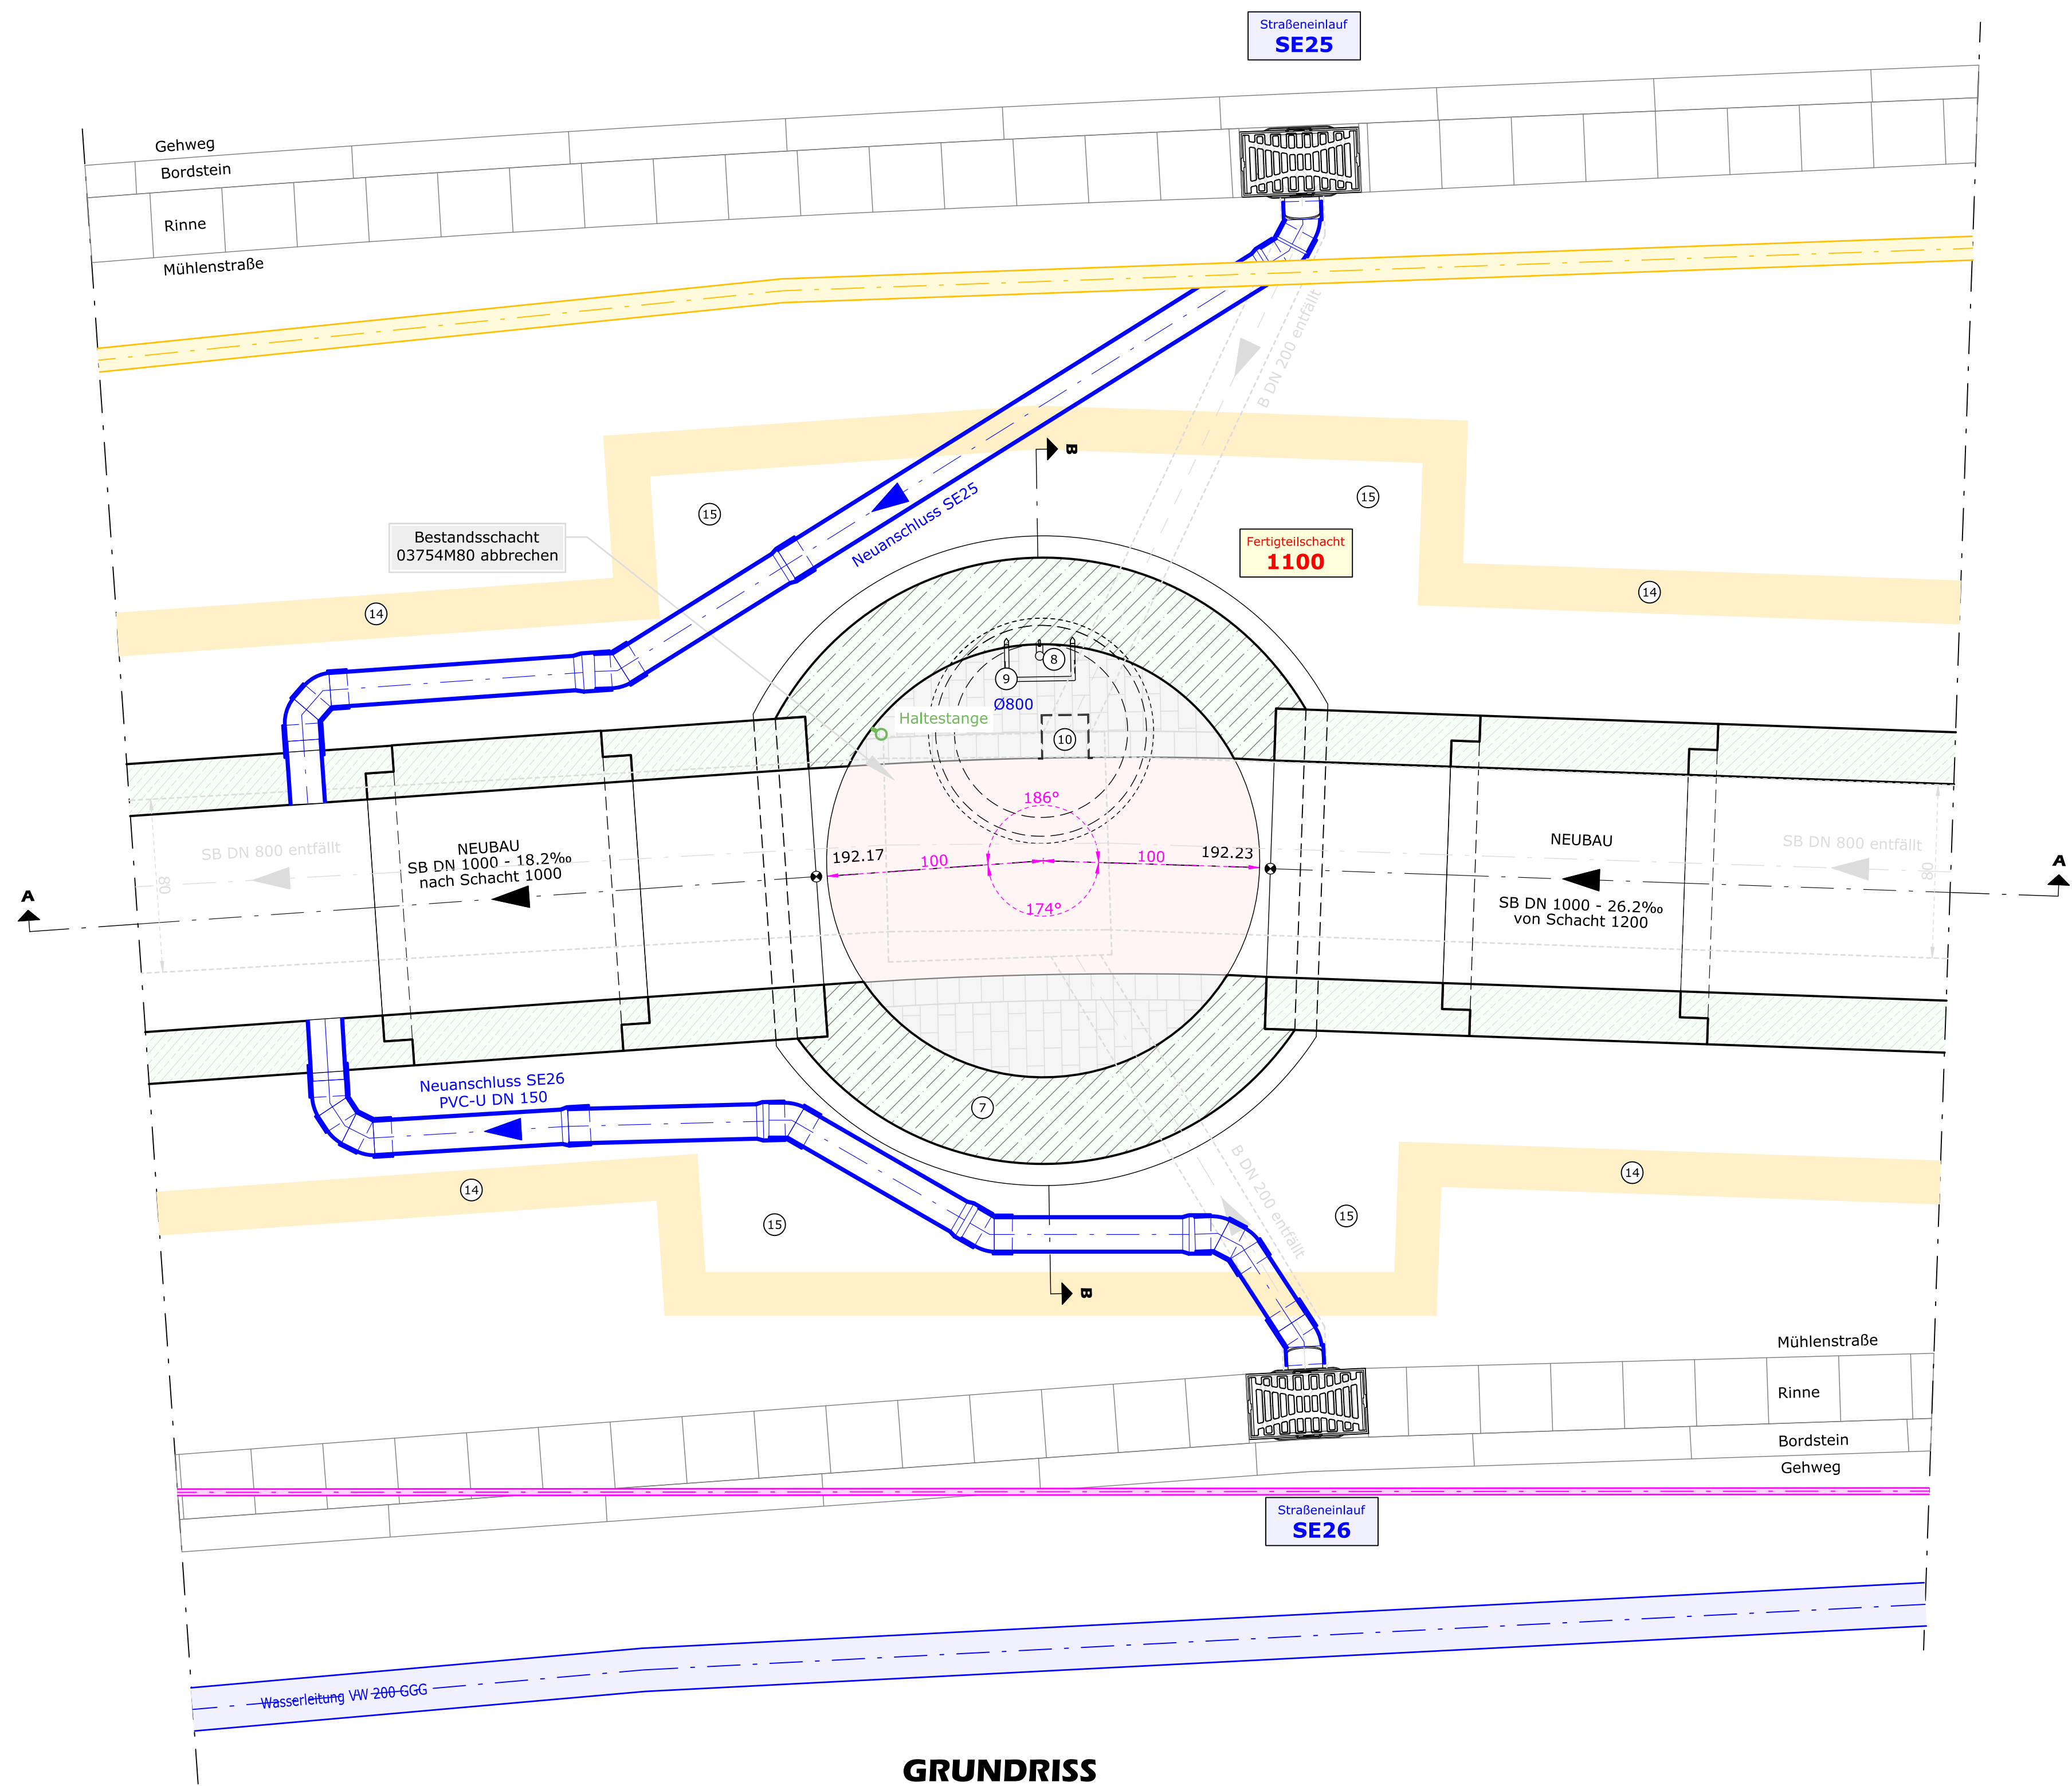 Straßeneinlauf
SE25
Gehweg
Bordstein
Rinne
Mühlenstraße
B DN 200 entfällt
B
15
Neuanschluss SE25
15
Bestandsschacht
03754M80 abbrechen
Fertigteilschacht
1100
14
14
8
9
Ø800
Haltestange
10
186°
NEUBAU
SB DN 1000 - 18.2‰
nach Schacht 1000
SB DN 800 entfällt
80
192.17
100
100
192.23
174°
NEUBAU
SB DN 800 entfällt
80
SB DN 1000 - 26.2‰
von Schacht 1200
A
A
Neuanschluss SE26
PVC-U DN 150
7
B DN 200 entfällt
14
14
15
15
B
Mühlenstraße
Rinne
Bordstein
Gehweg
Straßeneinlauf
SE26
Wasserleitung VW 200 GGG
GRUNDRISS